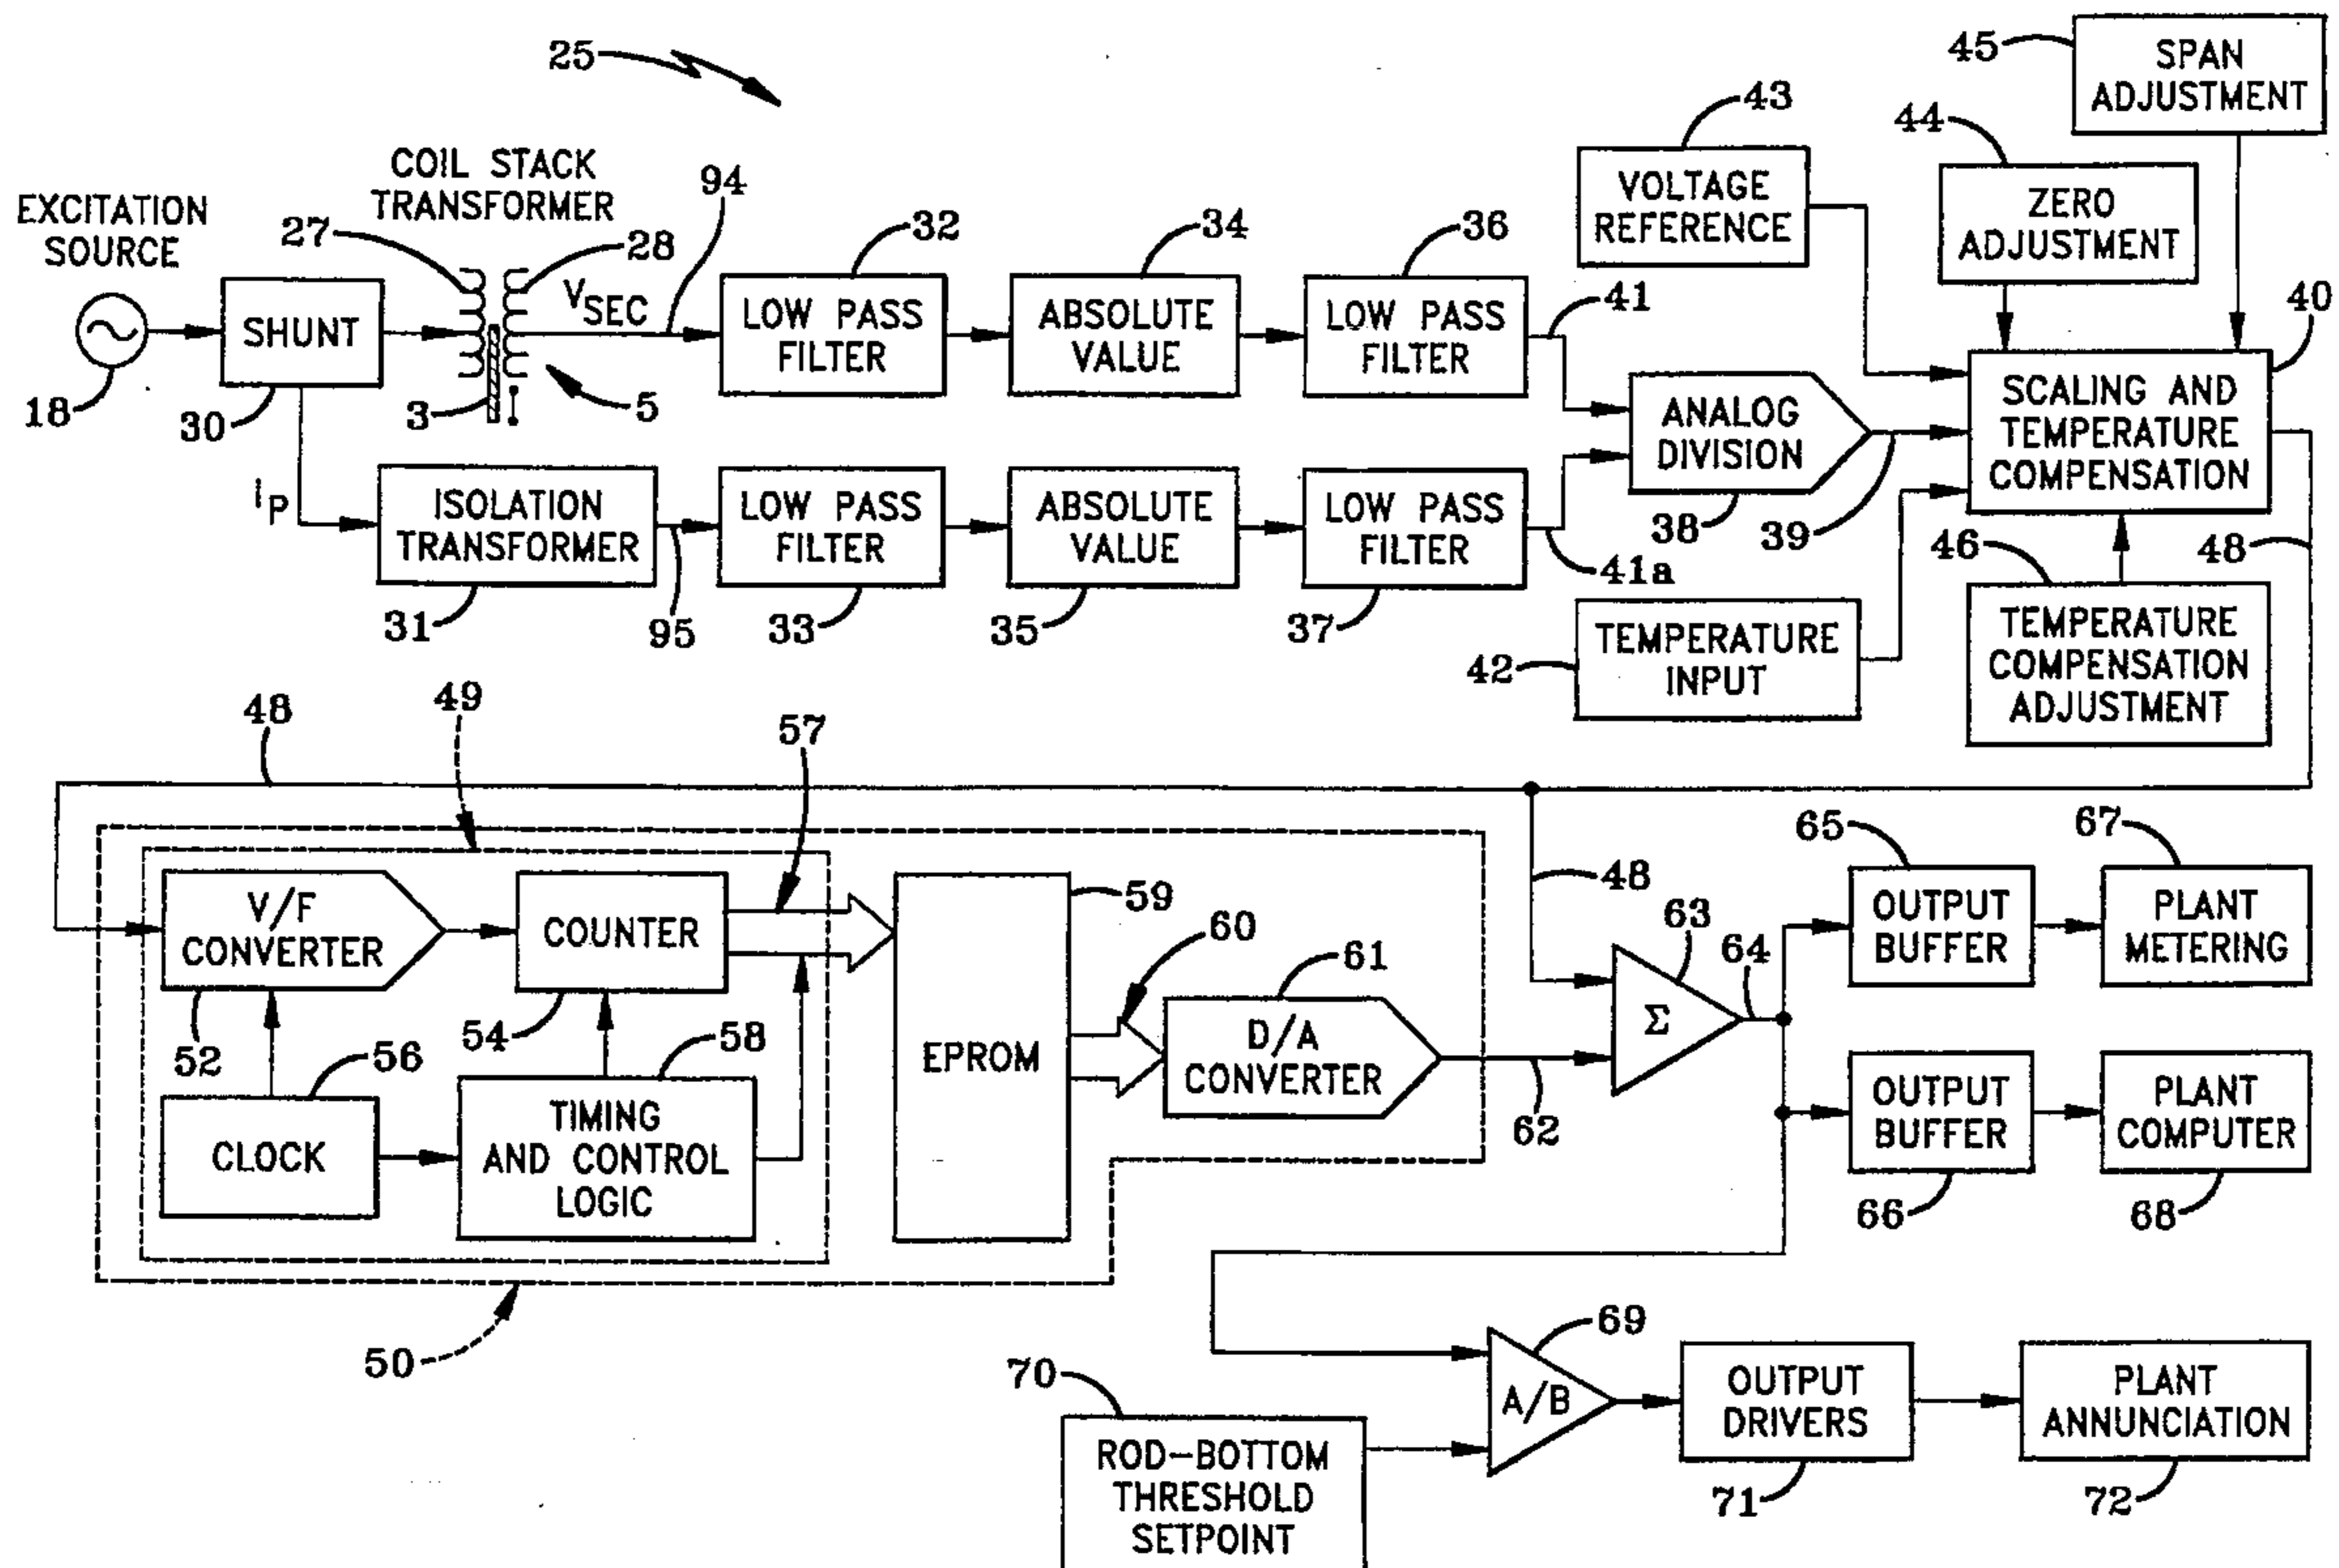 25
45
SPAN
ADJUSTMENT
43
44
COIL STACK
TRANSFORMER
94
VOLTAGE
REFERENCE
ZERO
ADJUSTMENT
EXCITATION
SOURCE
27
28
32
34
36
VSEC
41
40
SHUNT
LOW PASS
FILTER
ABSOLUTE
VALUE
LOW PASS
FILTER
18
30
3
5
ANALOG
DIVISION
SCALING AND
TEMPERATURE
COMPENSATION
IP
ISOLATION
TRANSFORMER
LOW PASS
FILTER
ABSOLUTE
VALUE
LOW PASS
FILTER
38
39
46
48
41a
31
95
33
35
37
42
TEMPERATURE
INPUT
TEMPERATURE
COMPENSATION
ADJUSTMENT
48
49
57
65
67
V/F
CONVERTER
COUNTER
59
48
63
OUTPUT
BUFFER
PLANT
METERING
60
61
64
52
54
56
58
EPROM
D/A
CONVERTER
Σ
CLOCK
TIMING
AND CONTROL
LOGIC
62
OUTPUT
BUFFER
PLANT
COMPUTER
66
68
50
69
70
A/B
OUTPUT
DRIVERS
PLANT
ANNUNCIATION
ROD-BOTTOM
THRESHOLD
SETPOINT
71
72